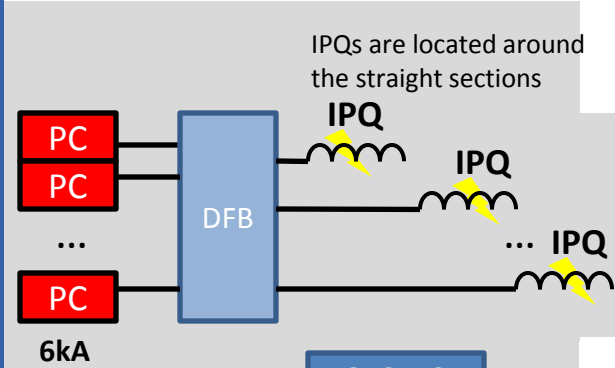 IPQs are located around
the straight sections
IPQ
PC
PC
IPQ
DFB
...
... IPQ
PC
6kA